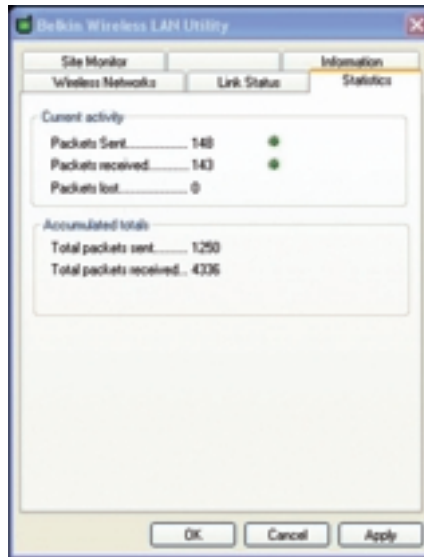 Belkin Wireless LAN Utility
Site Monitor Information
Wireless Networks Link Status Statistics
Current activity
Packets Sent............ 148
Packets received......... 143
Packets lost............. 0
Accumulated totals
Total packets sent.......... 1250
Total packets received... 4336
OK Cancel Apply